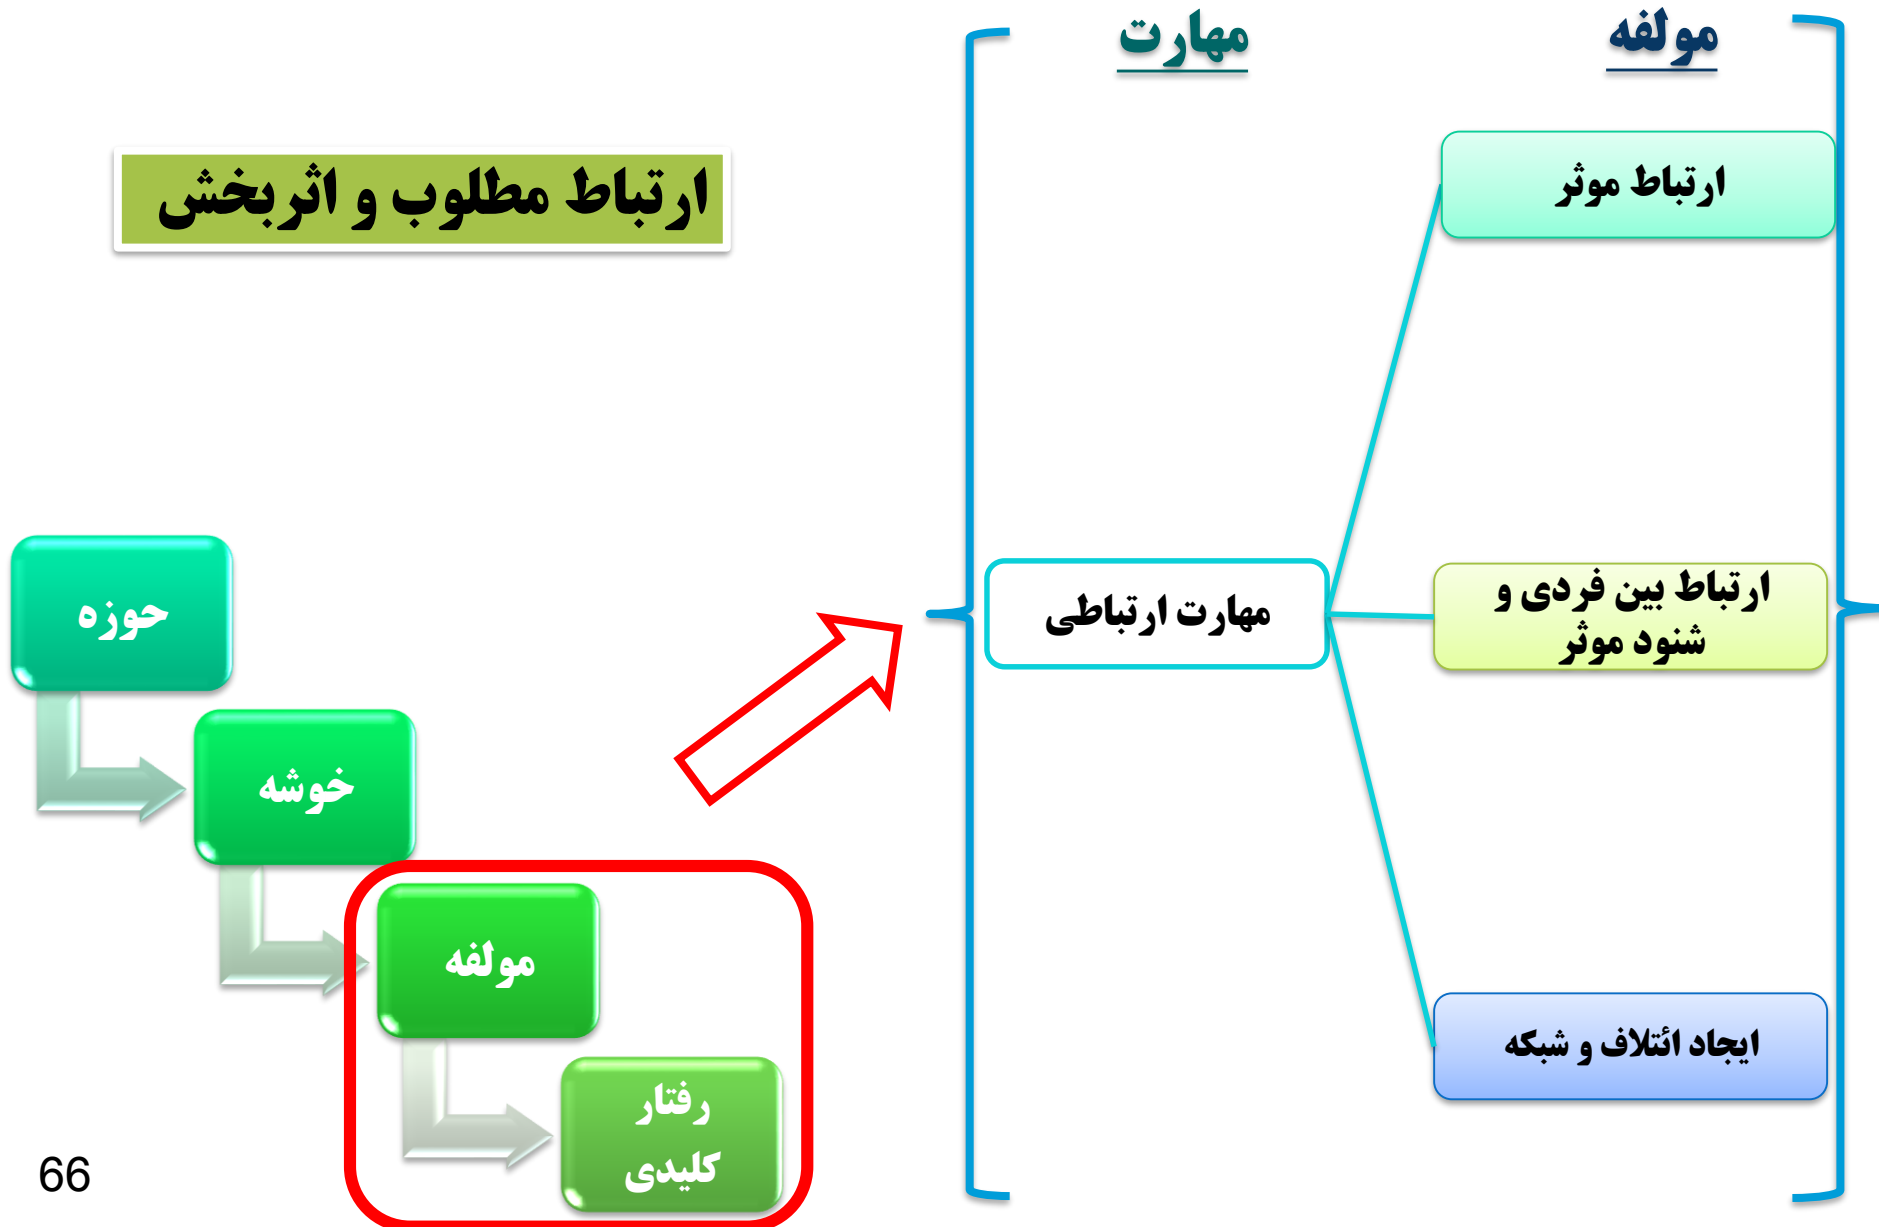 مولفه
مهارت
ارتباط مطلوب و اثربخش
ارتباط موثر
ارتباط بین فردی و
شنود موثر
ایجاد ائتلاف و شبکه
مهارت ارتباطی
حوزه
خوشه
مولفه
رفتار
کلیدی
66